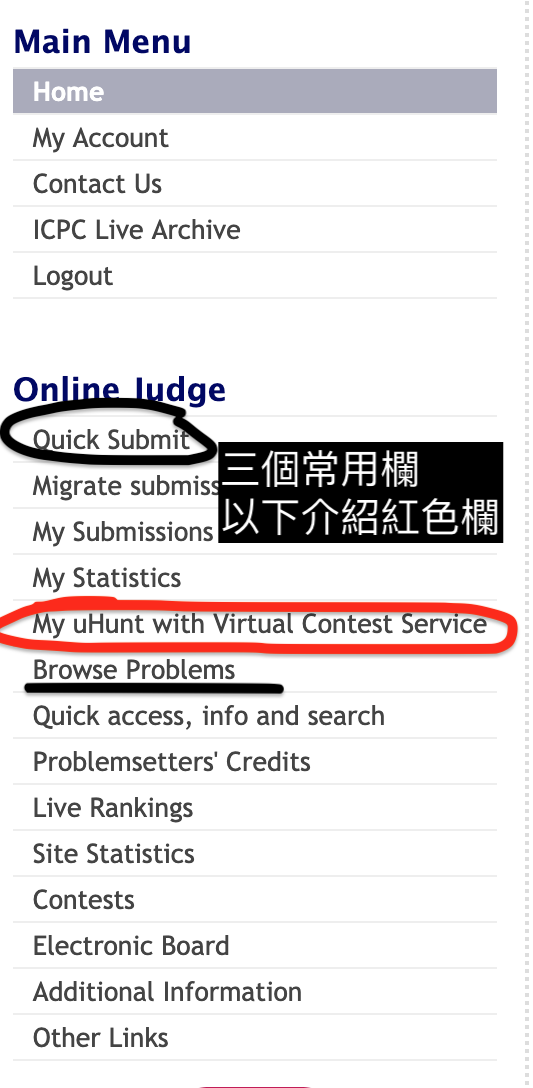 Main Menu
Home
My Account
Contact Us
ICPC Live Archive
Logout
Online Judge
Quick Submit
三個常用欄
以下介紹紅色欄
Migrate submiss
My Submissions
My Statistics
My uHunt with Virtual Contest Service
Browse Problems
Quick access, info and search
Problemsetters' Credits
Live Rankings
Site Statistics
Contests
Electronic Board
Additional Information
Other Links